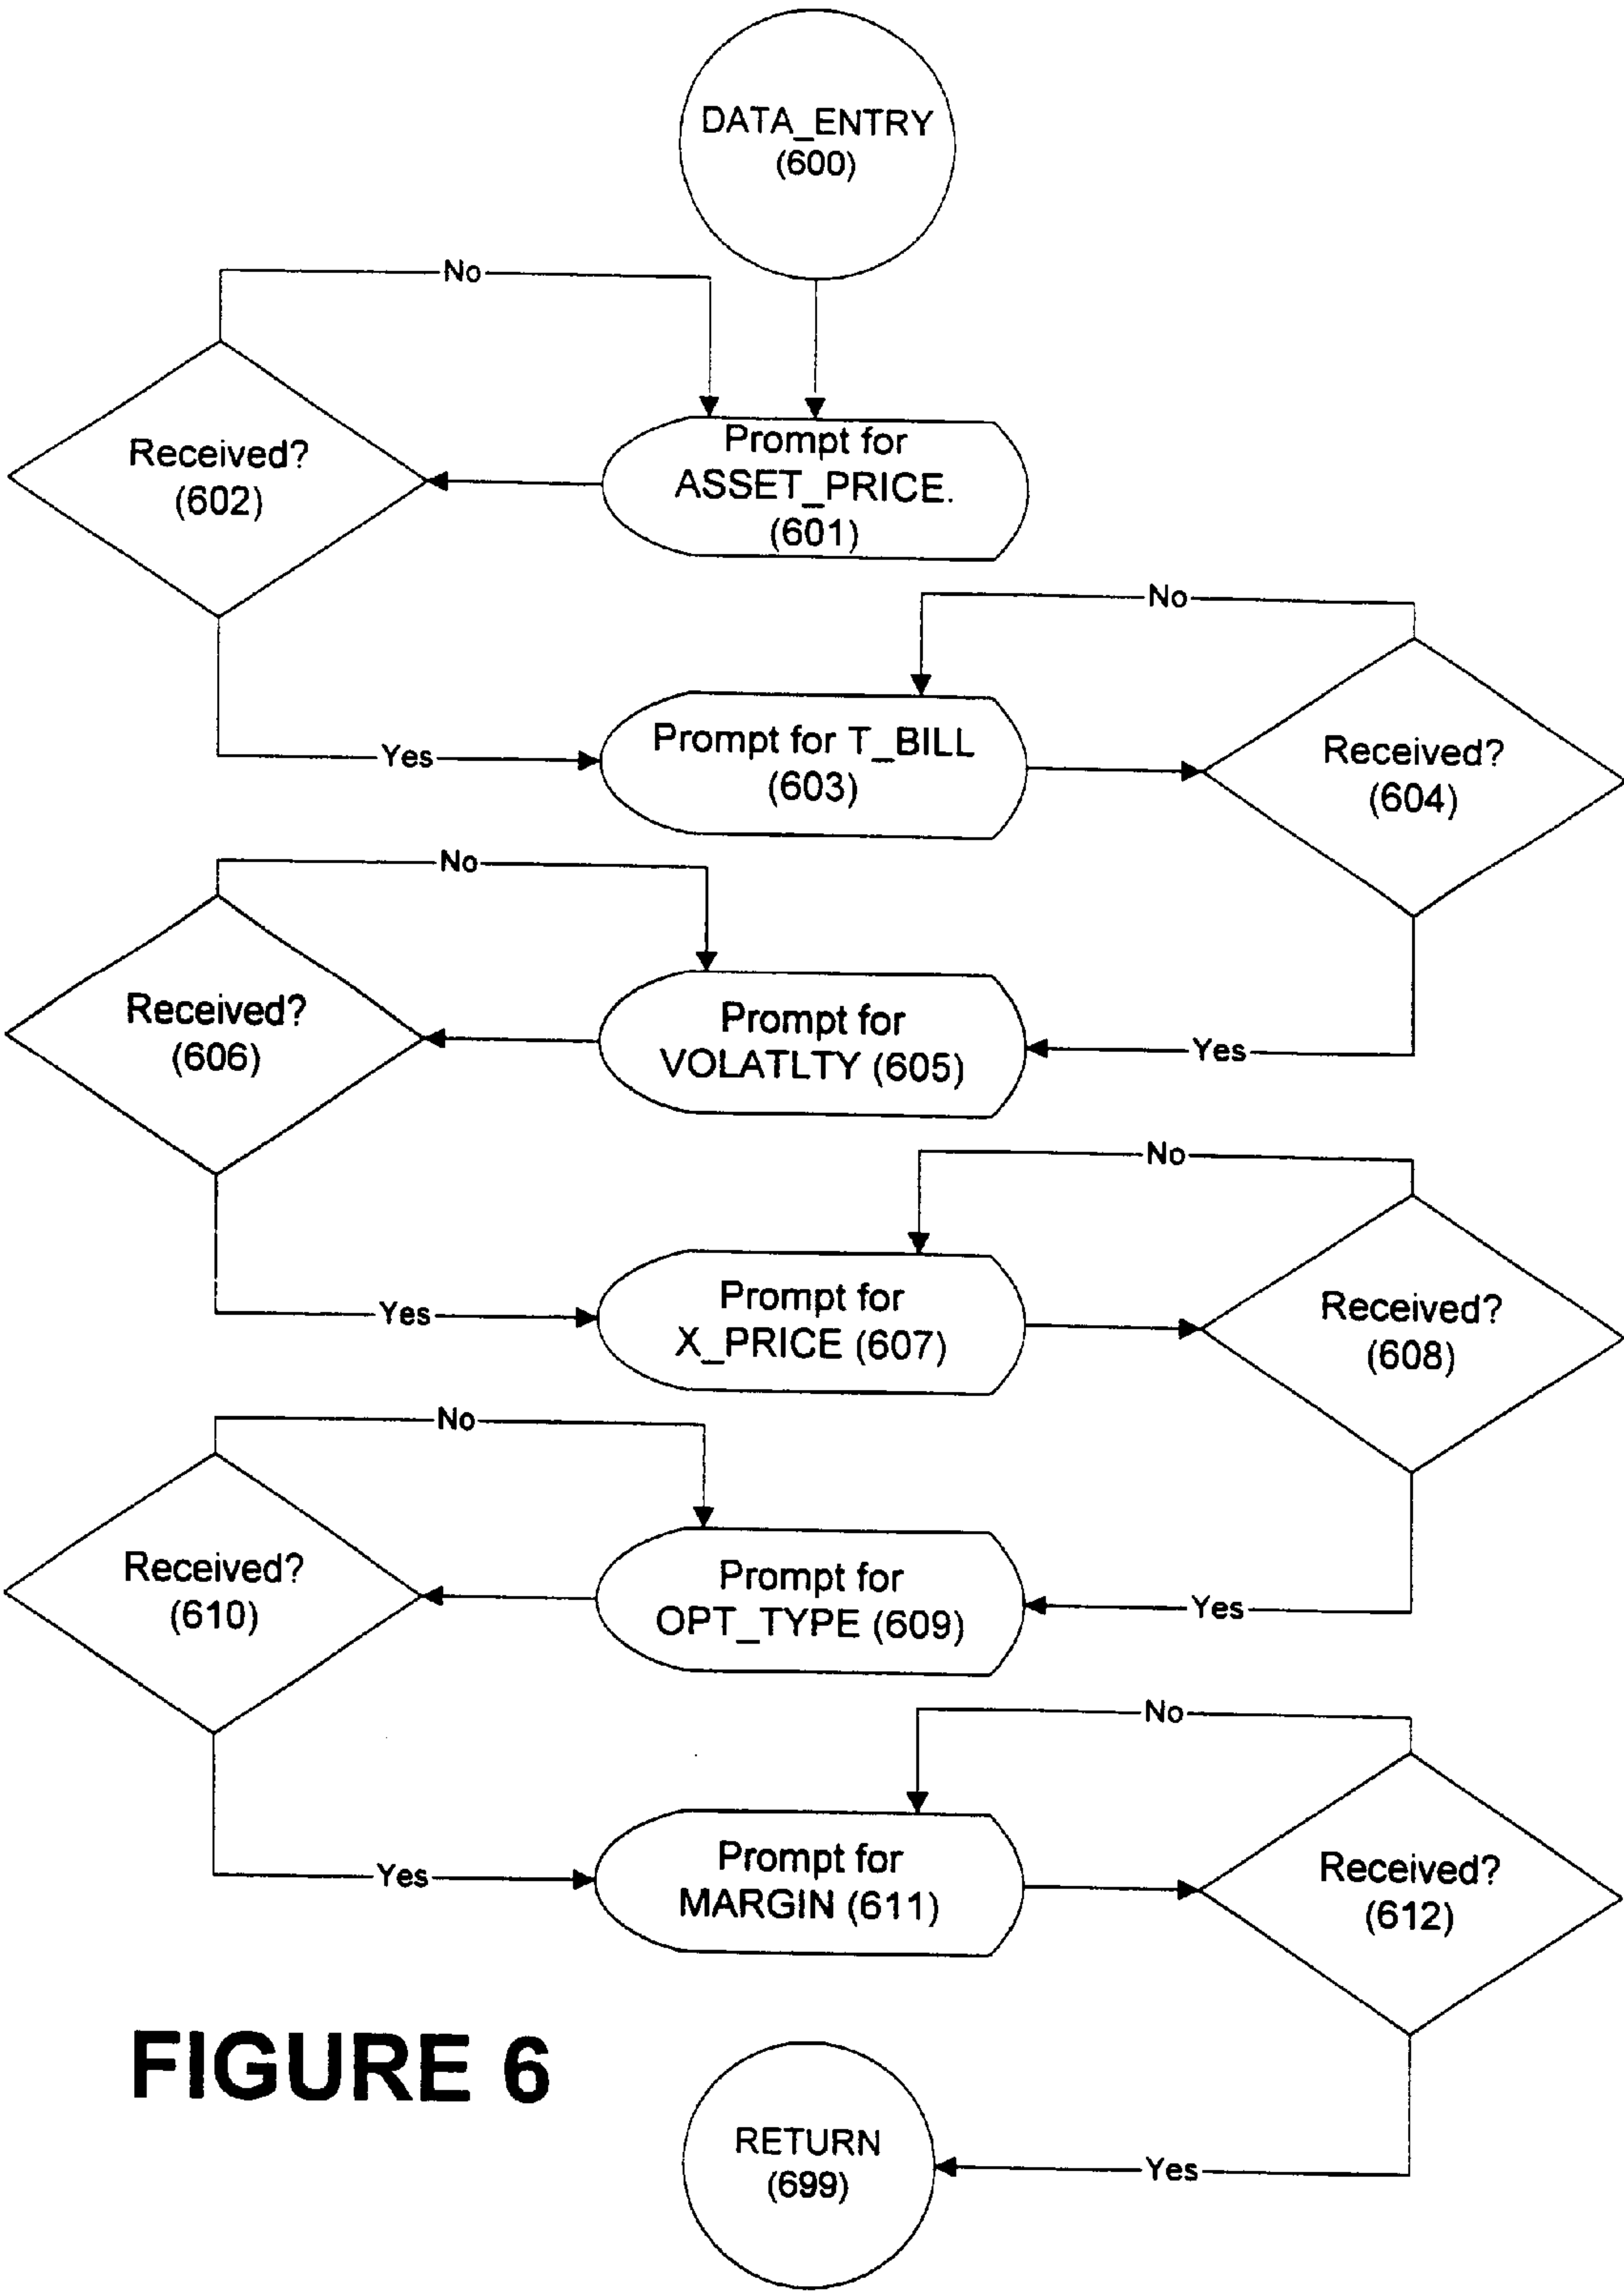 DATA_ENTRY
(600)
No
Received?
(602)
Prompt for
ASSET_PRICE.
(601)
No
Yes
Prompt for T_BILL
(603)
Received?
(604)
No
Received?
(606)
Prompt for
VOLATLTY (605)
Yes
No
Yes
Prompt for
X_PRICE (607)
Received?
(608)
No
Received?
(610)
Prompt for
OPT_TYPE (609)
Yes
No
Yes
Prompt for
MARGIN (611)
Received?
(612)
FIGURE 6
RETURN
(699)
Yes